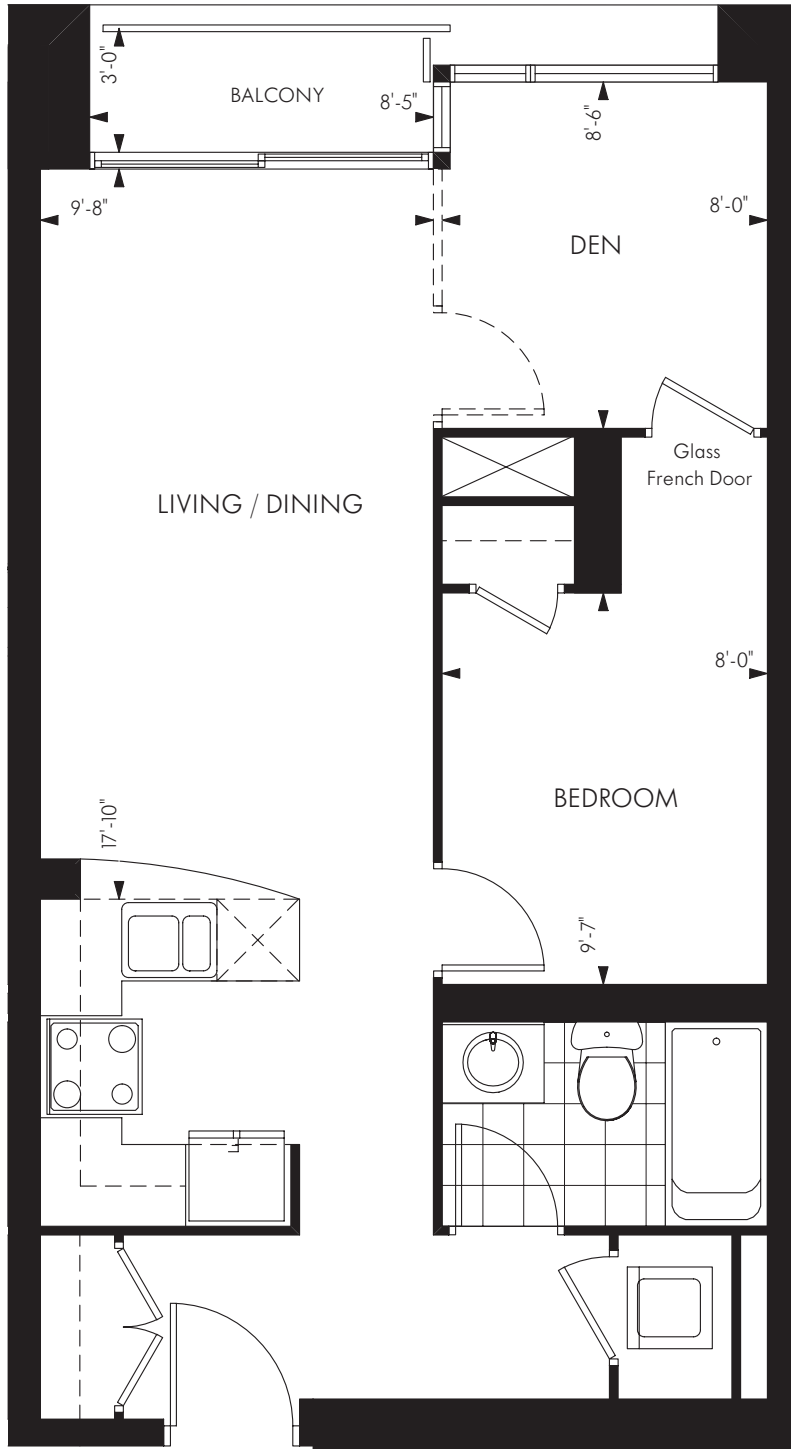 3'-0"
BALCONY
8'-5"
8'-6"
9'-8"
8'-0"
DEN
Glass
French Door
LIVING / DINING
8'-0"
BEDROOM
17'-10"
9'-7"